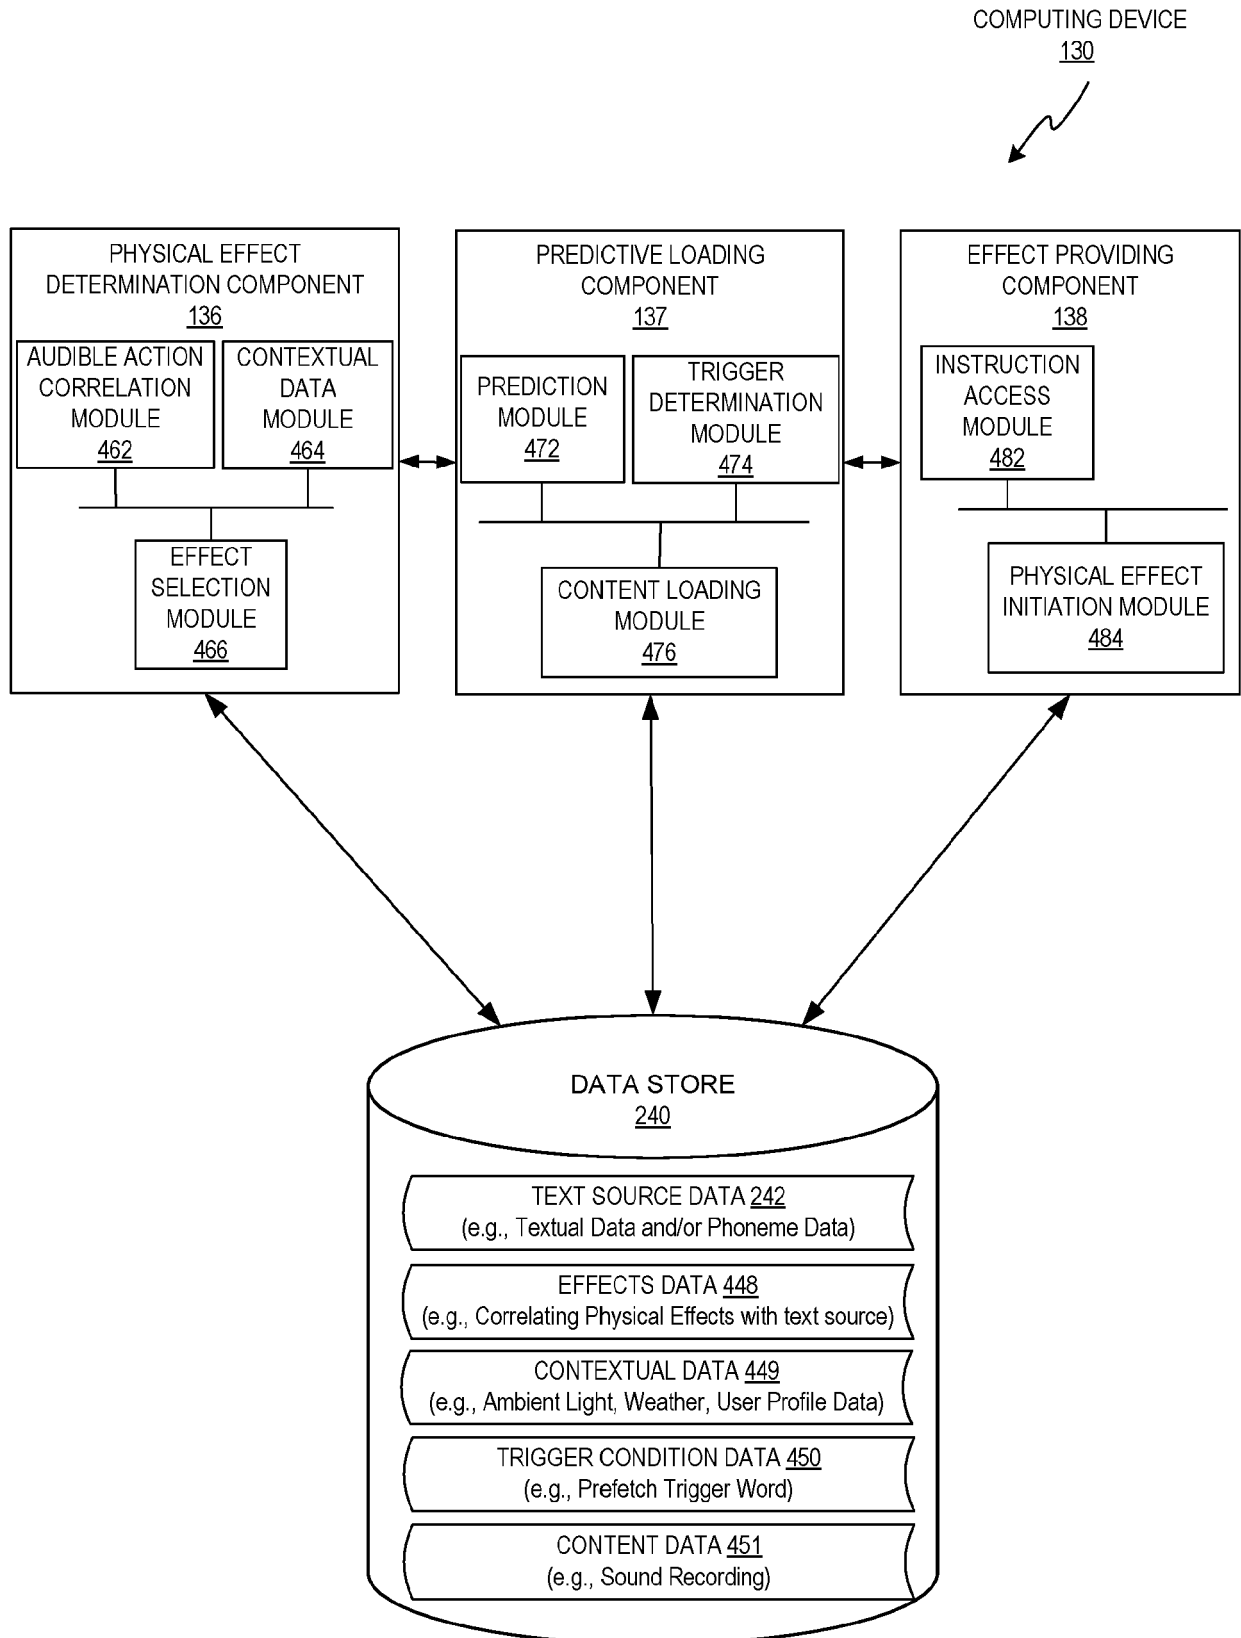 COMPUTING DEVICE
130
PHYSICAL EFFECT
DETERMINATION COMPONENT
136
AUDIBLE ACTION
CORRELATION
MODULE
462
CONTEXTUAL
DATA
MODULE
464
EFFECT
SELECTION
MODULE
466
PREDICTIVE LOADING
COMPONENT
137
PREDICTION
MODULE
472
TRIGGER
DETERMINATION
MODULE
474
CONTENT LOADING
MODULE
476
EFFECT PROVIDING
COMPONENT
138
INSTRUCTION
ACCESS
MODULE
482
PHYSICAL EFFECT
INITIATION MODULE
484
DATA STORE
240
TEXT SOURCE DATA 242
(e.g., Textual Data and/or Phoneme Data)
EFFECTS DATA 448
(e.g., Correlating Physical Effects with text source)
CONTEXTUAL DATA 449
(e.g., Ambient Light, Weather, User Profile Data)
TRIGGER CONDITION DATA 450
(e.g., Prefetch Trigger Word)
CONTENT DATA 451
(e.g., Sound Recording)